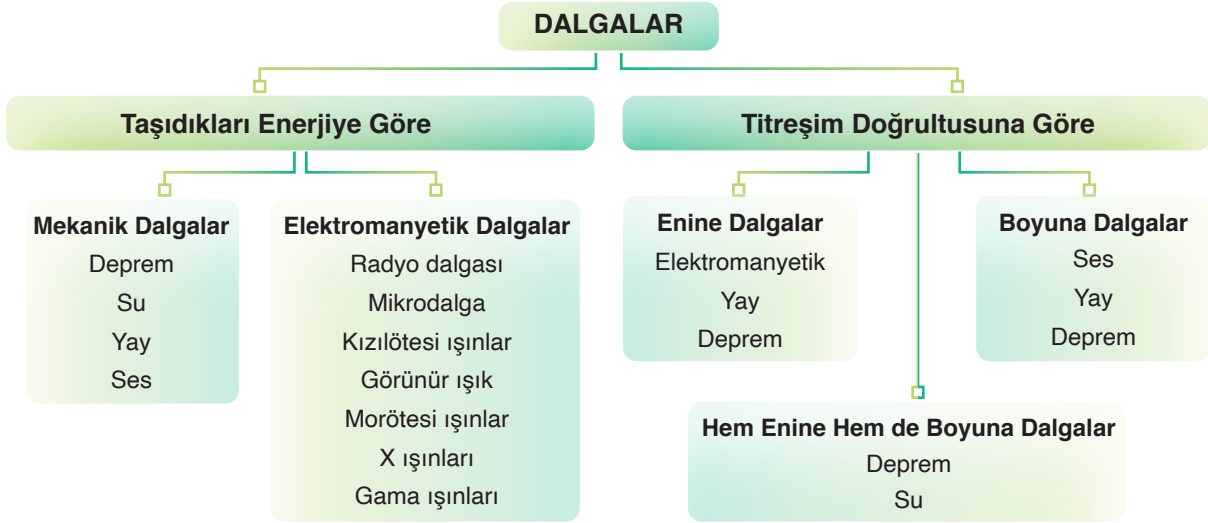 DALGALAR
Taşıdıkları Enerjiye Göre
Mekanik Dalgalar
Deprem
Su
Yay
Ses
Elektromanyetik Dalgalar
Radyo dalgası
Mikrodalga
Kızılötesi ışınlar
Görünür ışık
Morötesi ışınlar
X ışınları
Gama ışınları
Titreşim Doğrultusuna Göre
Enine Dalgalar
Elektromanyetik
Yay
Deprem
Boyuna Dalgalar
Ses
Yay
Deprem
Hem Enine Hem de Boyuna Dalgalar
Deprem
Su